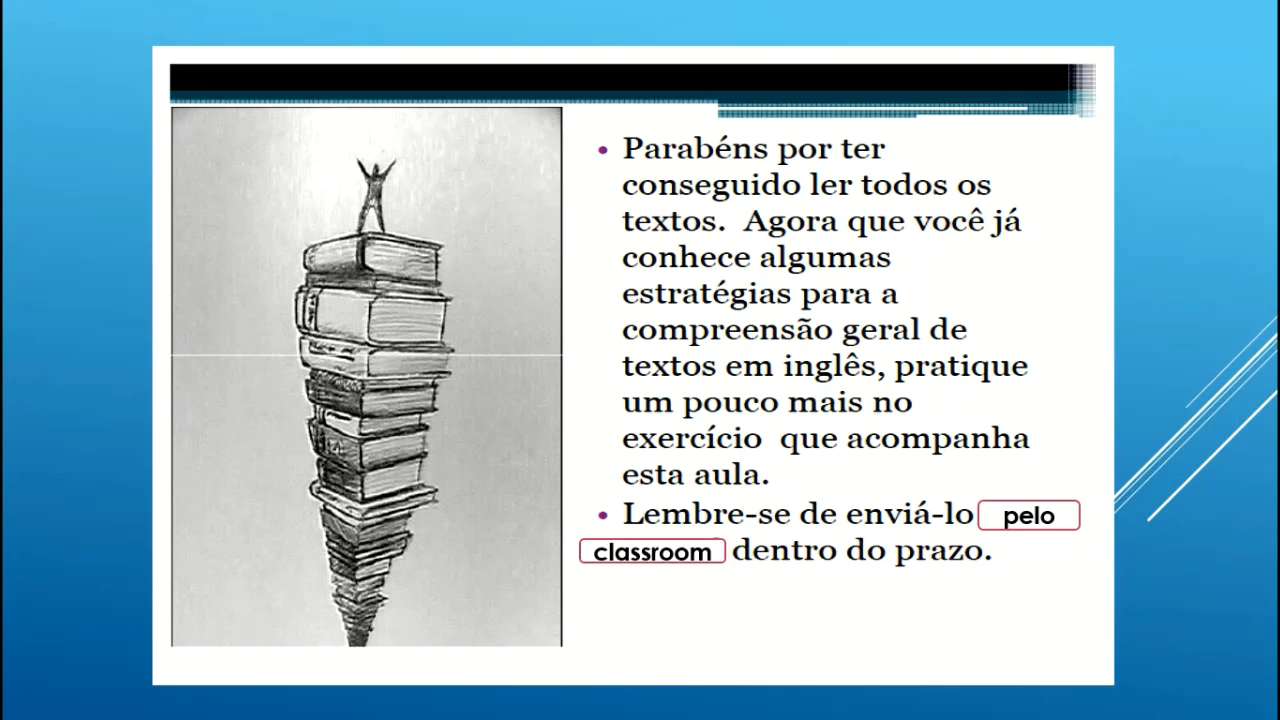 • Parabéns por ter
conseguido ler todos os
textos. Agora que você já
conhece algumas
estratégias para a
compreensão geral de
textos em inglês, pratique
um pouco mais no
exercício que acompanha
esta aula.
• Lembre-se de enviá-lo pelo
classroom dentro do prazo.